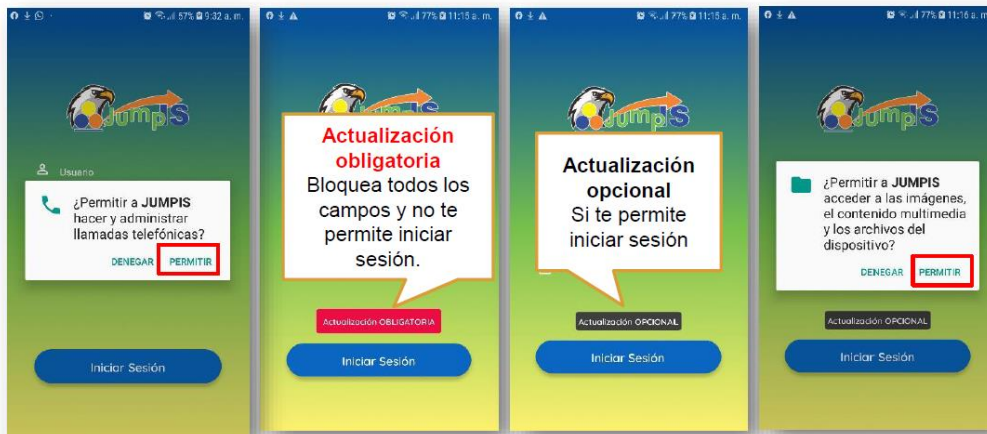 57% 9:32 a. m.
JumpIS
Usuario
¿Permitir a JUMPIS
hacer y administrar
llamadas telefónicas?
DENEGAR PERMITIR
Iniciar Sesión
77% 11:15 a. m.
Actualización
obligatoria
Bloquea todos los
campos y no te
permite iniciar
sesión.
Actualización OBLIGATORIA
Iniciar Sesión
77% 11:15 a. m.
JumpIS
Actualización
opcional
Si te permite
iniciar sesión
Actualización OPCIONAL
Iniciar Sesión
77% 11:16 a. m.
JumpIS
¿Permitir a JUMPIS
acceder a las imágenes,
el contenido multimedia
y los archivos del
dispositivo?
DENEGAR PERMITIR
Actualización OPCIONAL
Iniciar Sesión